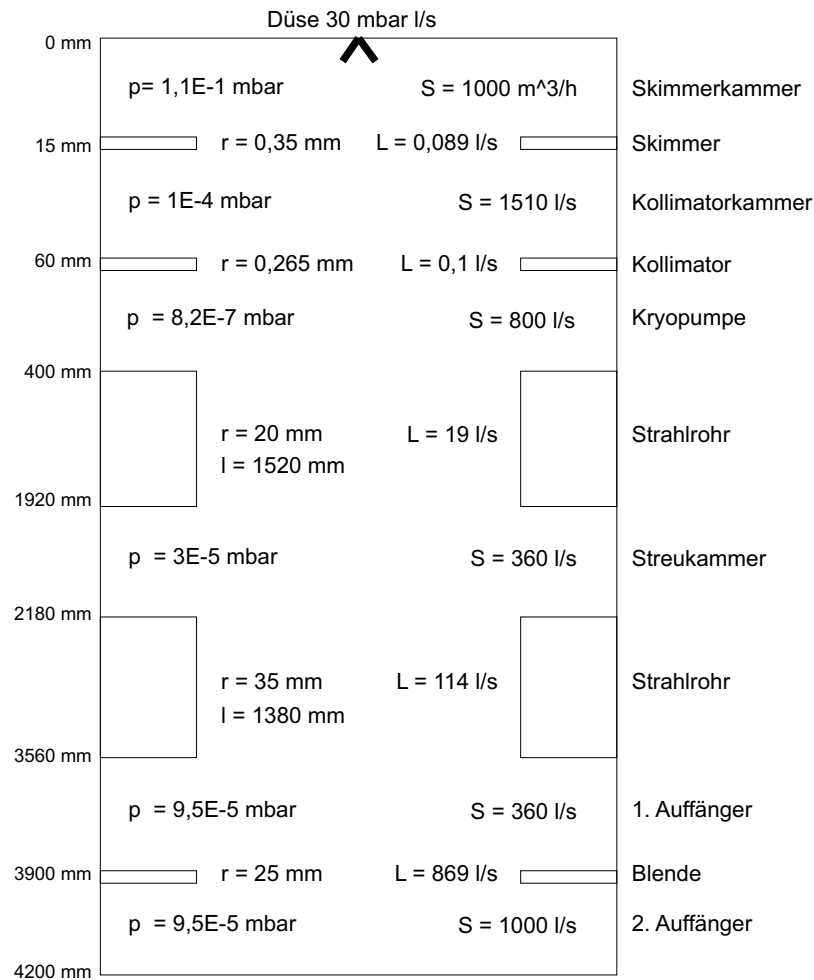 Düse 30 mbar l/s
0 mm
p= 1,1E-1 mbar S = 1000 m^3/h Skimmerkammer
15 mm r = 0,35 mm L = 0,089 l/s Skimmer
p = 1E-4 mbar S = 1510 l/s Kollimatorkammer
60 mm r = 0,265 mm L = 0,1 l/s Kollimator
p = 8,2E-7 mbar S = 800 l/s Kryopumpe
400 mm
r = 20 mm L = 19 l/s Strahlrohr
l = 1520 mm
1920 mm
p = 3E-5 mbar S = 360 l/s Streukammer
2180 mm
r = 35 mm L = 114 l/s Strahlrohr
l = 1380 mm
3560 mm
p = 9,5E-5 mbar S = 360 l/s 1. Auffänger
3900 mm r = 25 mm L = 869 l/s Blende
p = 9,5E-5 mbar S = 1000 l/s 2. Auffänger
4200 mm